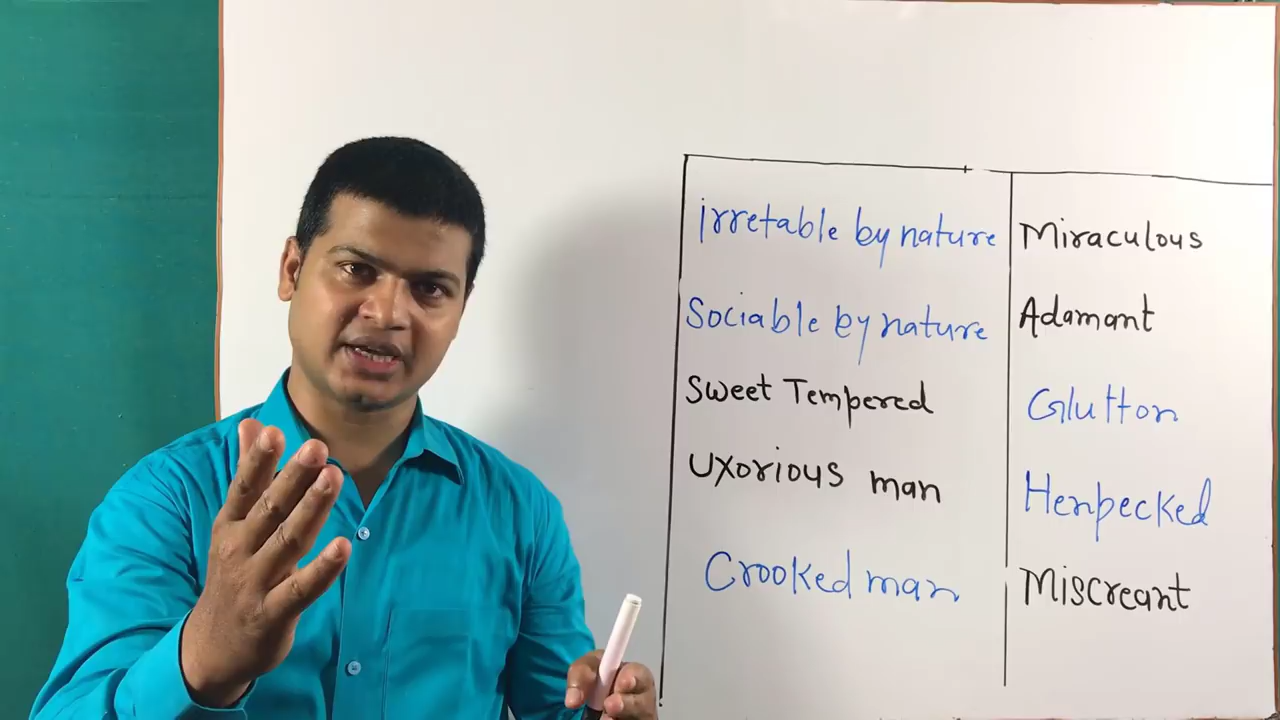 irretable by nature
Miraculous
Sociable by nature
Adamant
Sweet Tempered
Glutton
Uxorious man
Henpecked
Crooked man
Miscreant